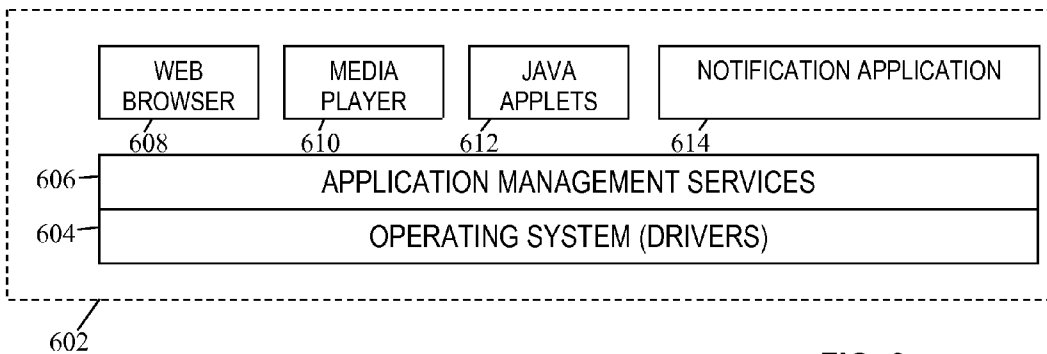 WEB
BROWSER
MEDIA
PLAYER
JAVA
APPLETS
NOTIFICATION APPLICATION
608
610
612
614
606
APPLICATION MANAGEMENT SERVICES
604
OPERATING SYSTEM (DRIVERS)
602